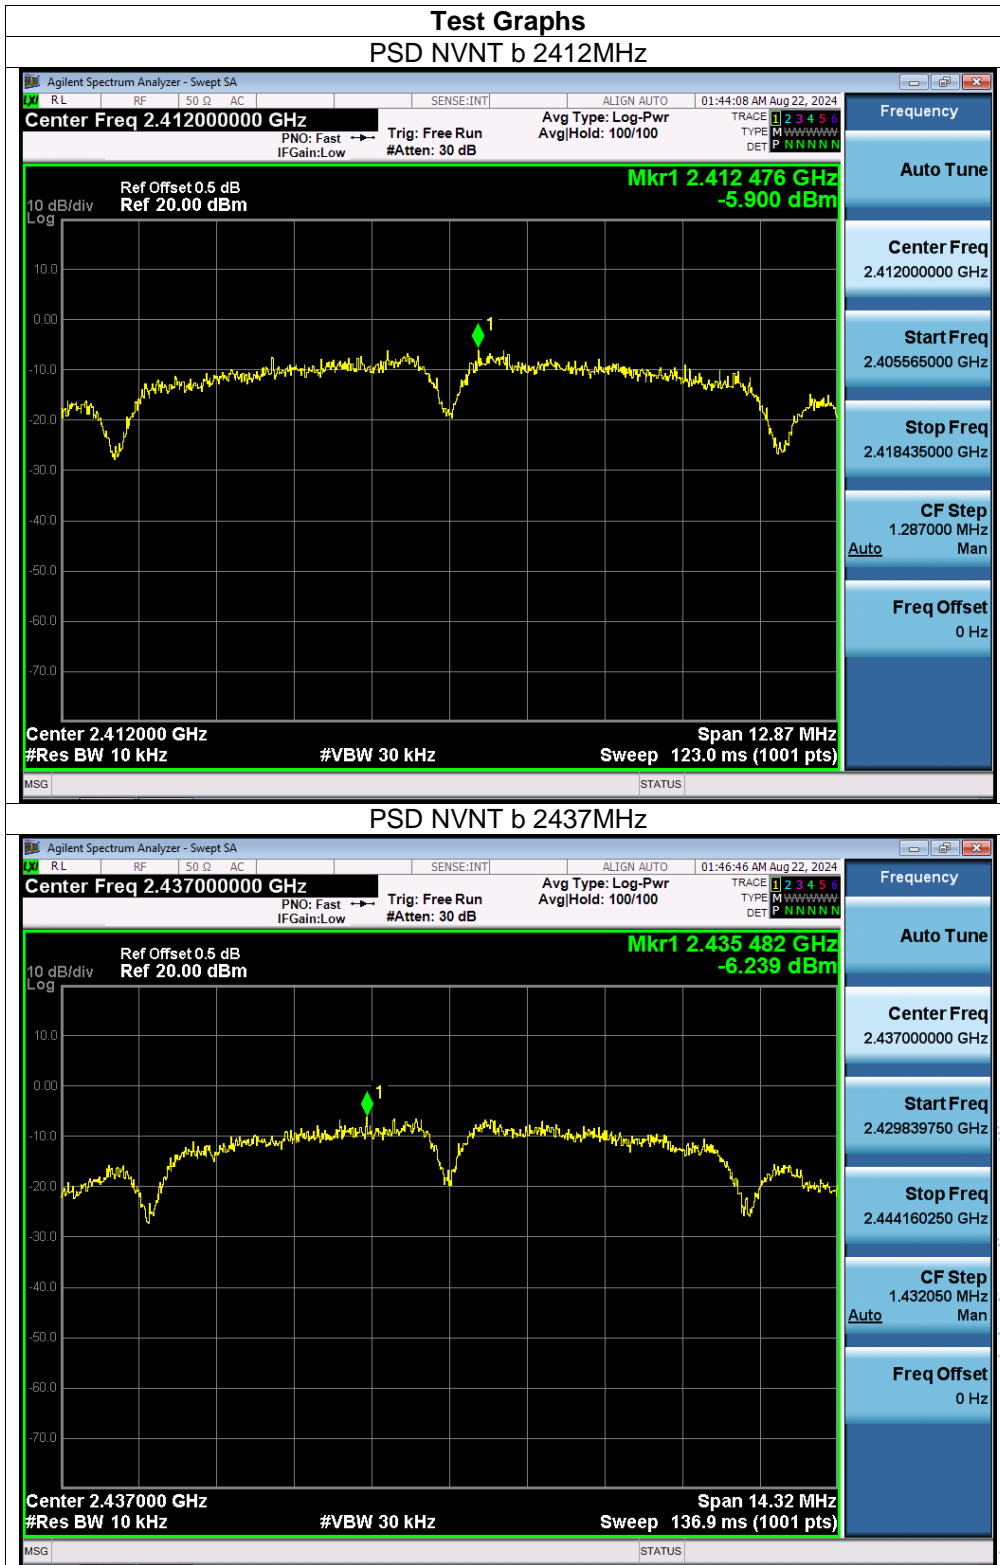 Test Graphs
PSD NVNT b 2412MHz
Agilent Spectrum Analyzer - Swept SA
LXI RL RF 50 Ω AC SENSE:INT ALIGN AUTO 01:44:08 AM Aug 22, 2024
Center Freq 2.412000000 GHz
PNO: Fast
IFGain:Low
Trig: Free Run
#Atten: 30 dB
Avg Type: Log-Pwr
Avg|Hold: 100/100
TRACE 1 2 3 4 5 6
TYPE M WWWWW
DET P N N N N N
Frequency
Mkr1 2.412 476 GHz
-5.900 dBm
Ref Offset 0.5 dB
10 dB/div Ref 20.00 dBm
Log
10.0
0.00
-10.0
-20.0
-30.0
-40.0
-50.0
-60.0
-70.0
1
Center 2.412000 GHz Span 12.87 MHz
#Res BW 10 kHz #VBW 30 kHz Sweep 123.0 ms (1001 pts)
Auto Tune
Center Freq
2.412000000 GHz
Start Freq
2.405565000 GHz
Stop Freq
2.418435000 GHz
CF Step
1.287000 MHz
Auto Man
Freq Offset
0 Hz
MSG STATUS
PSD NVNT b 2437MHz
Agilent Spectrum Analyzer - Swept SA
LXI RL RF 50 Ω AC SENSE:INT ALIGN AUTO 01:46:46 AM Aug 22, 2024
Center Freq 2.437000000 GHz
PNO: Fast
IFGain:Low
Trig: Free Run
#Atten: 30 dB
Avg Type: Log-Pwr
Avg|Hold: 100/100
TRACE 1 2 3 4 5 6
TYPE M WWWWW
DET P N N N N N
Frequency
Mkr1 2.435 482 GHz
-6.239 dBm
Ref Offset 0.5 dB
10 dB/div Ref 20.00 dBm
Log
10.0
0.00
-10.0
-20.0
-30.0
-40.0
-50.0
-60.0
-70.0
1
Center 2.437000 GHz Span 14.32 MHz
#Res BW 10 kHz #VBW 30 kHz Sweep 136.9 ms (1001 pts)
Auto Tune
Center Freq
2.437000000 GHz
Start Freq
2.429839750 GHz
Stop Freq
2.444160250 GHz
CF Step
1.432050 MHz
Auto Man
Freq Offset
0 Hz
MSG STATUS